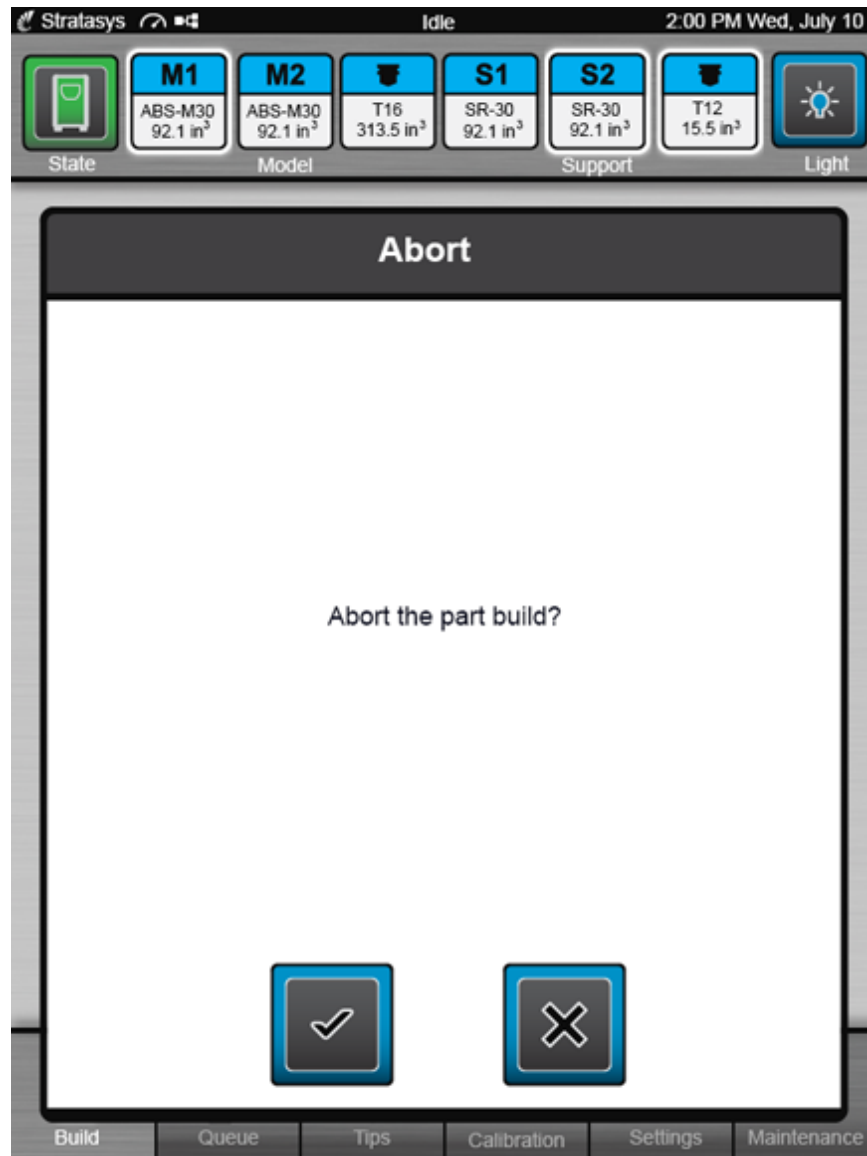 Stratasys Idle 2:00 PM Wed, July 10
M1 M2 S1 S2
ABS-M30 ABS-M30 T16 SR-30 SR-30 T12
92.1 in³ 92.1 in³ 313.5 in³ 92.1 in³ 92.1 in³ 15.5 in³
State Model Support Light
Abort
Abort the part build?
Build Queue Tips Calibration Settings Maintenance